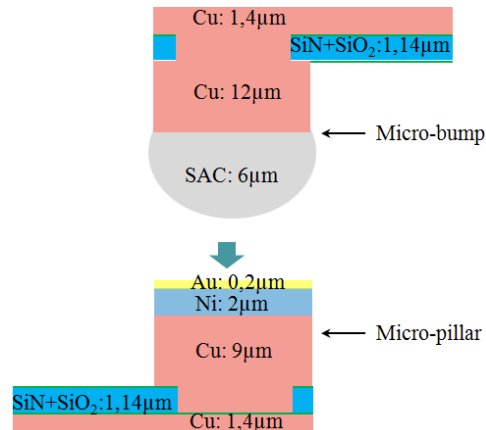 Cu: 1,4µm
SiN+SiO₂:1,14µm
Cu: 12µm
Micro-bump
SAC: 6µm
Au: 0,2µm
Ni: 2µm
Micro-pillar
Cu: 9µm
SiN+SiO₂:1,14µm
Cu: 1,4µm